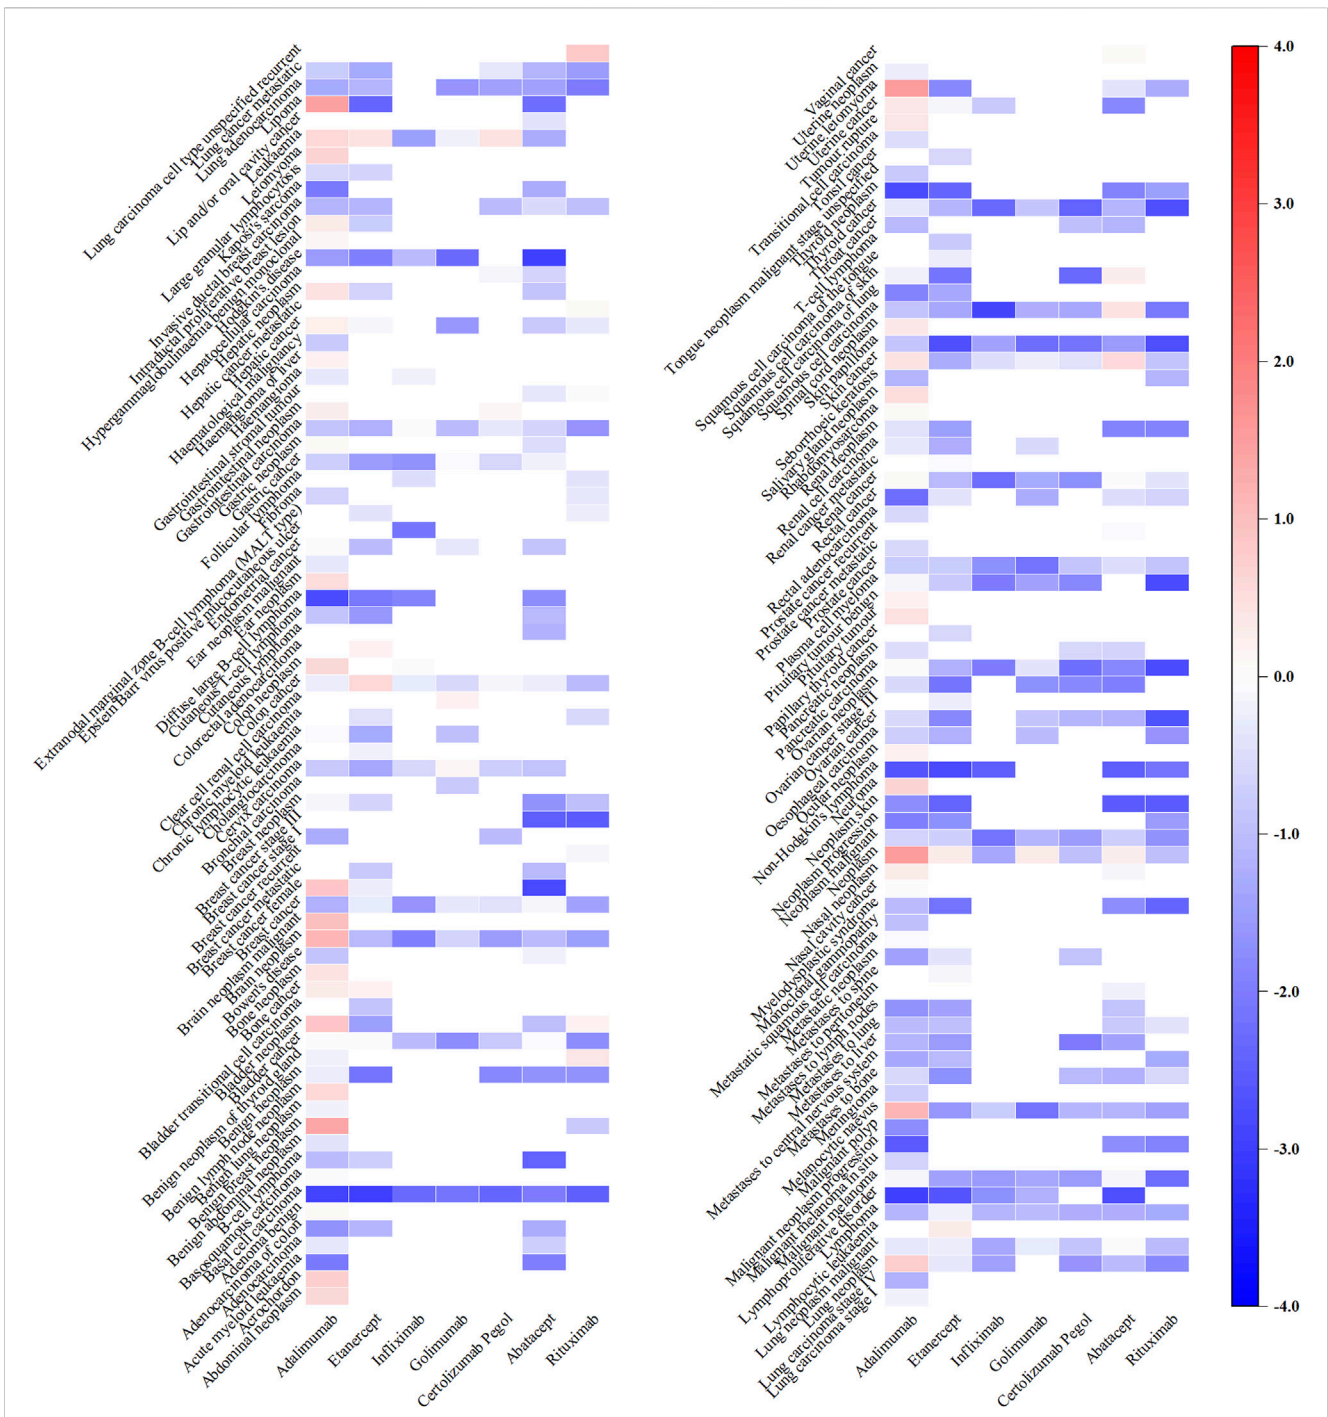 Lung carcinoma cell type unspecified recurrent
Lung cancer metastatic
Lung adenocarcinoma
Lipoma
Lip and/or oral cavity cancer
Leukaemia
Leiomyoma
Large granular lymphocytosis
Kaposi's sarcoma
Invasive ductal breast carcinoma
Intraductal proliferative breast lesion
Hypergammaglobulinaemia benign monoclonal
Hodgkin's disease
Hepatocellular carcinoma
Hepatic neoplasm
Hepatic cancer metastatic
Hepatic cancer
Haematological malignancy
Haemangioma of liver
Haemangioma
Gastrointestinal stromal tumour
Gastrointestinal neoplasm
Gastrointestinal carcinoma
Gastric neoplasm
Gastric cancer
Follicular lymphoma
Fibroma
Extranodal marginal zone B-cell lymphoma (MALT type)
Epstein Barr virus positive mucocutaneous ulcer
Endometrial cancer
Ear neoplasm malignant
Ear neoplasm
Diffuse large B-cell lymphoma
Cutaneous T-cell lymphoma
Cutaneous lymphoma
Colorectal adenocarcinoma
Colon neoplasm
Colon cancer
Clear cell renal cell carcinoma
Chronic myeloid leukaemia
Chronic lymphocytic leukaemia
Cholangiocarcinoma
Cervix carcinoma
Bronchial carcinoma
Breast neoplasm
Breast cancer stage III
Breast cancer stage I
Breast cancer recurrent
Breast cancer metastatic
Breast cancer female
Breast cancer
Brain neoplasm malignant
Brain neoplasm
Bowen's disease
Bone neoplasm
Bone cancer
Bladder transitional cell carcinoma
Bladder neoplasm
Bladder cancer
Benign neoplasm of thyroid gland
Benign neoplasm
Benign lymph node neoplasm
Benign lung neoplasm
Benign breast neoplasm
Benign abdominal neoplasm
B-cell lymphoma
Basosquamous carcinoma
Basal cell carcinoma
Adenoma benign
Adenocarcinoma of colon
Adenocarcinoma
Acute myeloid leukaemia
Acrochordon
Abdominal neoplasm
Adalimumab
Etanercept
Infliximab
Golimumab
Certolizumab Pegol
Abatacept
Rituximab
Vaginal cancer
Uterine neoplasm
Uterine leiomyoma
Uterine cancer
Tumour rupture
Transitional cell carcinoma
Tonsil cancer
Tongue neoplasm malignant stage unspecified
Thyroid neoplasm
Thyroid cancer
Throat cancer
T-cell lymphoma
Squamous cell carcinoma of the tongue
Squamous cell carcinoma of skin
Squamous cell carcinoma of lung
Squamous cell carcinoma
Spinal cord neoplasm
Skin papilloma
Skin cancer
Seborrhoeic keratosis
Salivary gland neoplasm
Rhabdomyosarcoma
Renal neoplasm
Renal cell carcinoma
Renal cancer metastatic
Renal cancer
Rectal cancer
Rectal adenocarcinoma
Prostate cancer recurrent
Prostate cancer metastatic
Prostate cancer
Plasma cell myeloma
Pituitary tumour benign
Pituitary tumour
Papillary thyroid cancer
Pancreatic neoplasm
Pancreatic carcinoma
Ovarian neoplasm
Ovarian cancer stage III
Ovarian cancer
Oesophageal carcinoma
Ocular neoplasm
Non-Hodgkin's lymphoma
Neuroma
Neoplasm skin
Neoplasm progression
Neoplasm malignant
Neoplasm
Nasal neoplasm
Nasal cavity cancer
Myelodysplastic syndrome
Monoclonal gammopathy
Metastatic squamous cell carcinoma
Metastatic neoplasm
Metastases to spine
Metastases to peritoneum
Metastases to lymph nodes
Metastases to lung
Metastases to liver
Metastases to central nervous system
Metastases to bone
Meningioma
Melanocytic naevus
Malignant polyp
Malignant neoplasm progression
Malignant melanoma in situ
Malignant melanoma
Lymphoproliferative disorder
Lymphoma
Lymphocytic leukaemia
Lung neoplasm malignant
Lung neoplasm
Lung carcinoma stage IV
Lung carcinoma stage I
Adalimumab
Etanercept
Infliximab
Golimumab
Certolizumab Pegol
Abatacept
Rituximab
4.0
3.0
2.0
1.0
0.0
-1.0
-2.0
-3.0
-4.0